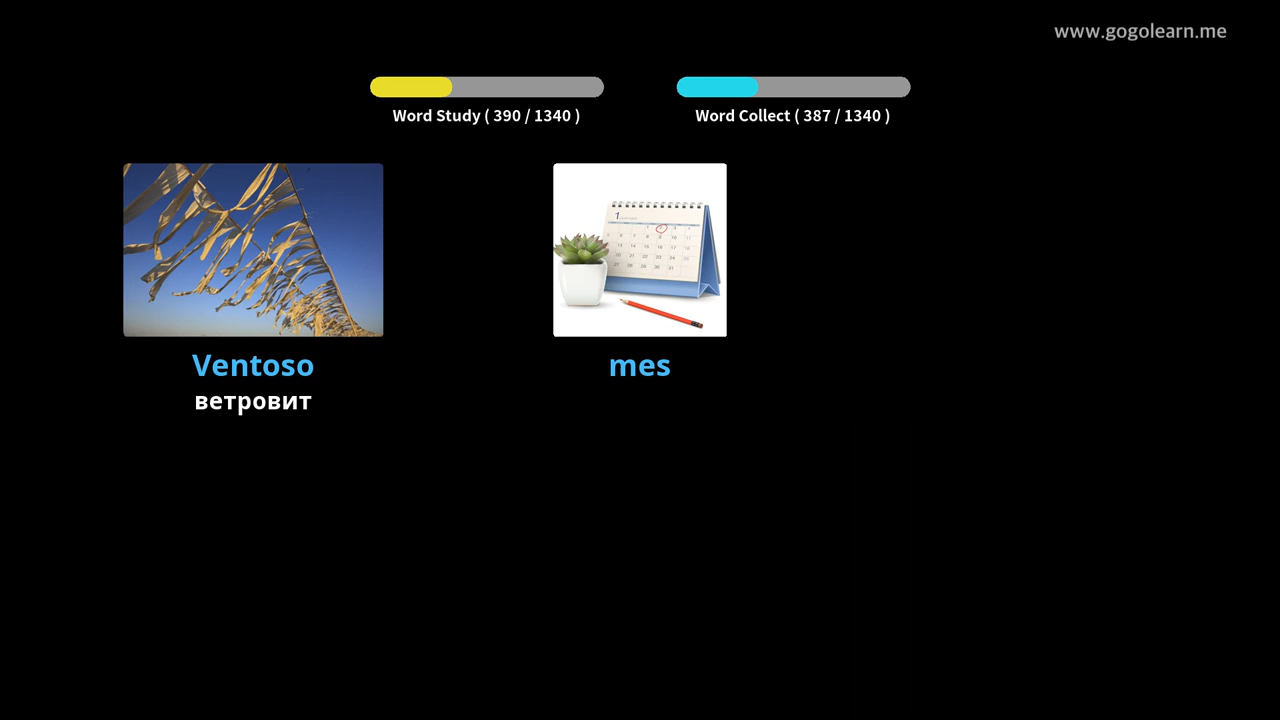 www.gogolearn.me
Word Study ( 390 / 1340 )
Word Collect ( 387 / 1340 )
Ventoso
ветровит
mes